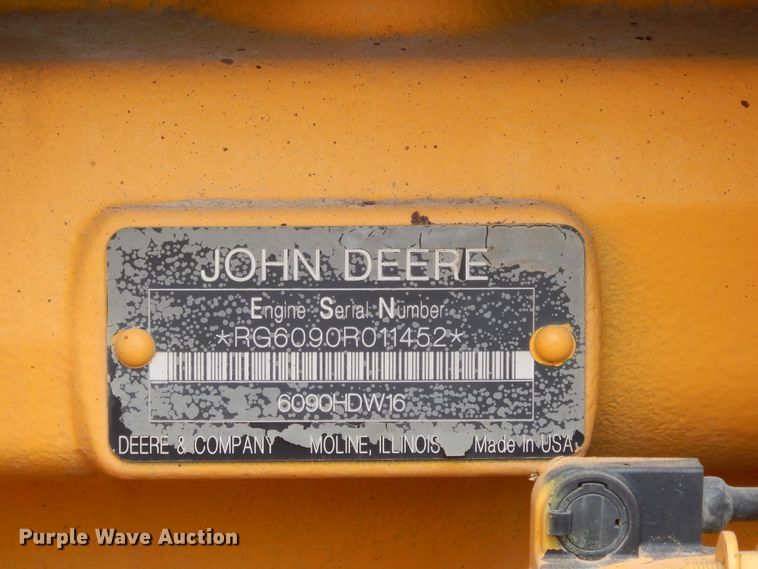 JOHN DEERE
Engine Serial Number
*RG6090R011452*
6090HDW16
DEERE & COMPANY MOLINE, ILLINOIS Made In USA
Purple Wave Auction